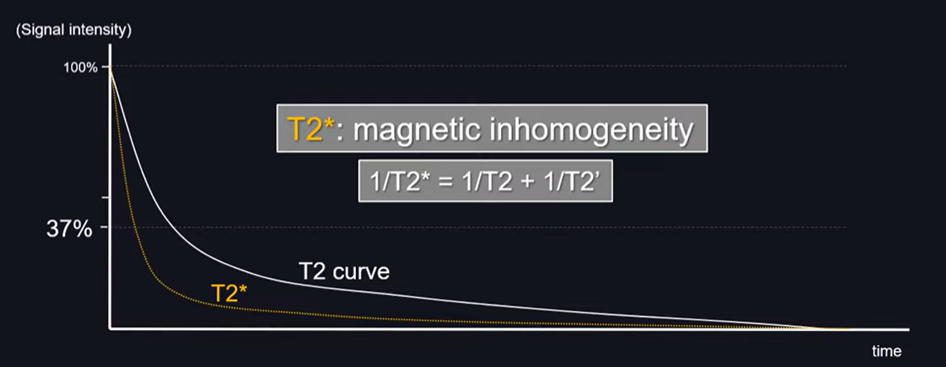 (Signal intensity)
100%
T2*: magnetic inhomogeneity
1/T2* = 1/T2 + 1/T2’
37%
T2 curve
T2*
time